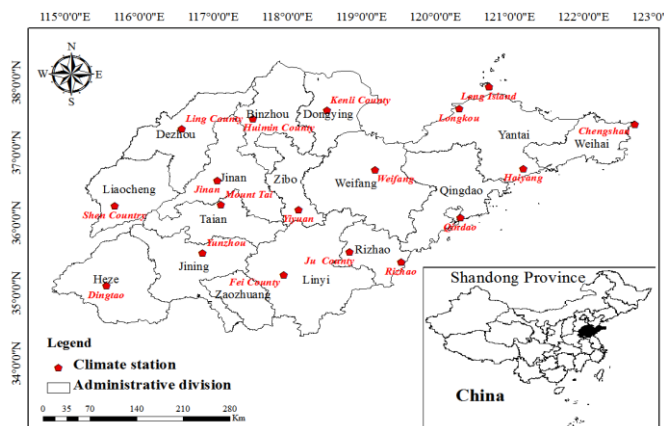 115°0'0"E 116°0'0"E 117°0'0"E 118°0'0"E 119°0'0"E 120°0'0"E 121°0'0"E 122°0'0"E 123°0'0"E
N
W E
S
38°0'0"N
37°0'0"N
36°0'0"N
35°0'0"N
34°0'0"N
Long Island
Kenli County
Longkou
Ling County
Binzhou
Dongying
Huimin County
Dezhou
Yantai
Chengshan
Weihai
Zibo
Jinan
Jinan
Weifang
Weifang
Haiyang
Liaocheng
Mount Tai
Qingdao
Shen Country
Taian
Yiyuan
Qindao
Yunzhou
Rizhao
Ju County
Rizhao
Jining
Heze
Fei County
Linyi
Dingtao
Zaozhuang
Shandong Province
China
Legend
Climate station
Administrative division
0 35 70 140 210 280
Km